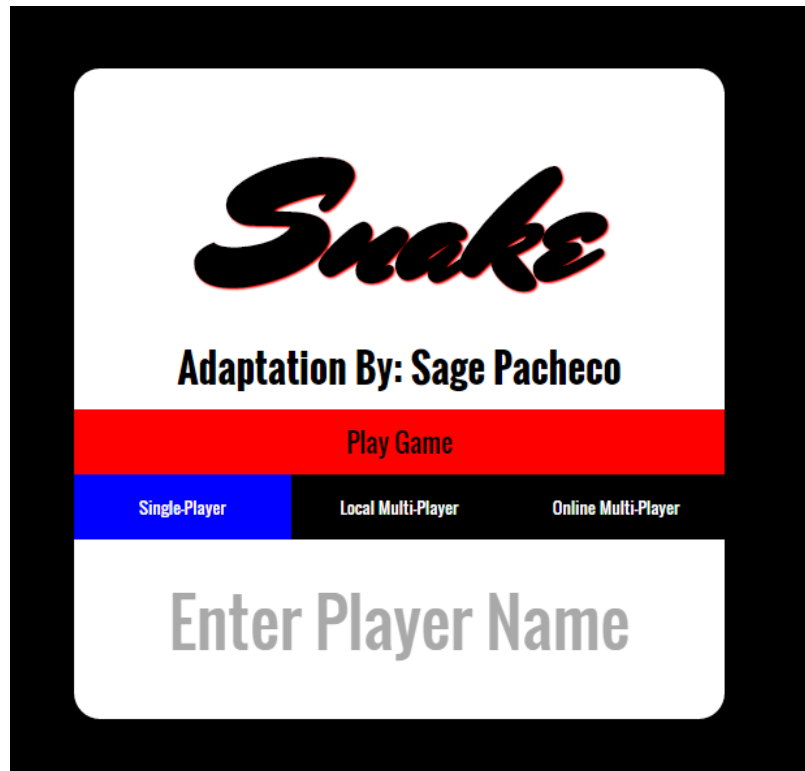 Snake
Adaptation By: Sage Pacheco
Play Game
Single-Player Local Multi-Player Online Multi-Player
Enter Player Name